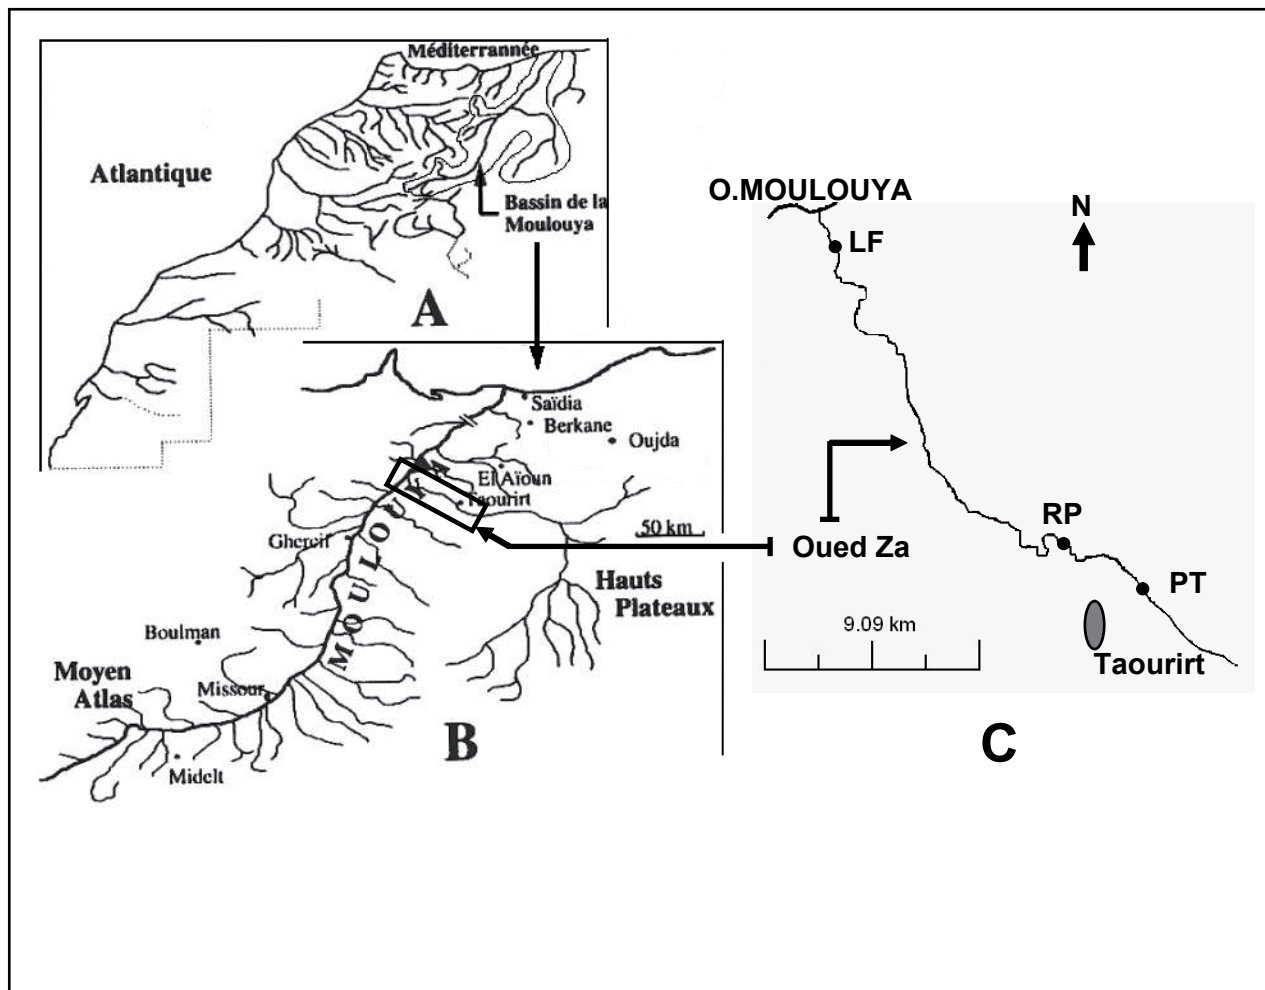 Méditerrannée
Atlantique
Bassin de la
Moulouya
A
Saïdia
Berkane
Oujda
El Aïoun
Taourirt
50 km
Ghercif
MOULOUYA
Hauts
Plateaux
Boulman
Moyen
Atlas
Missour
Midelt
B
O.MOULOUYA
N
LF
RP
Oued Za
PT
9.09 km
Taourirt
C